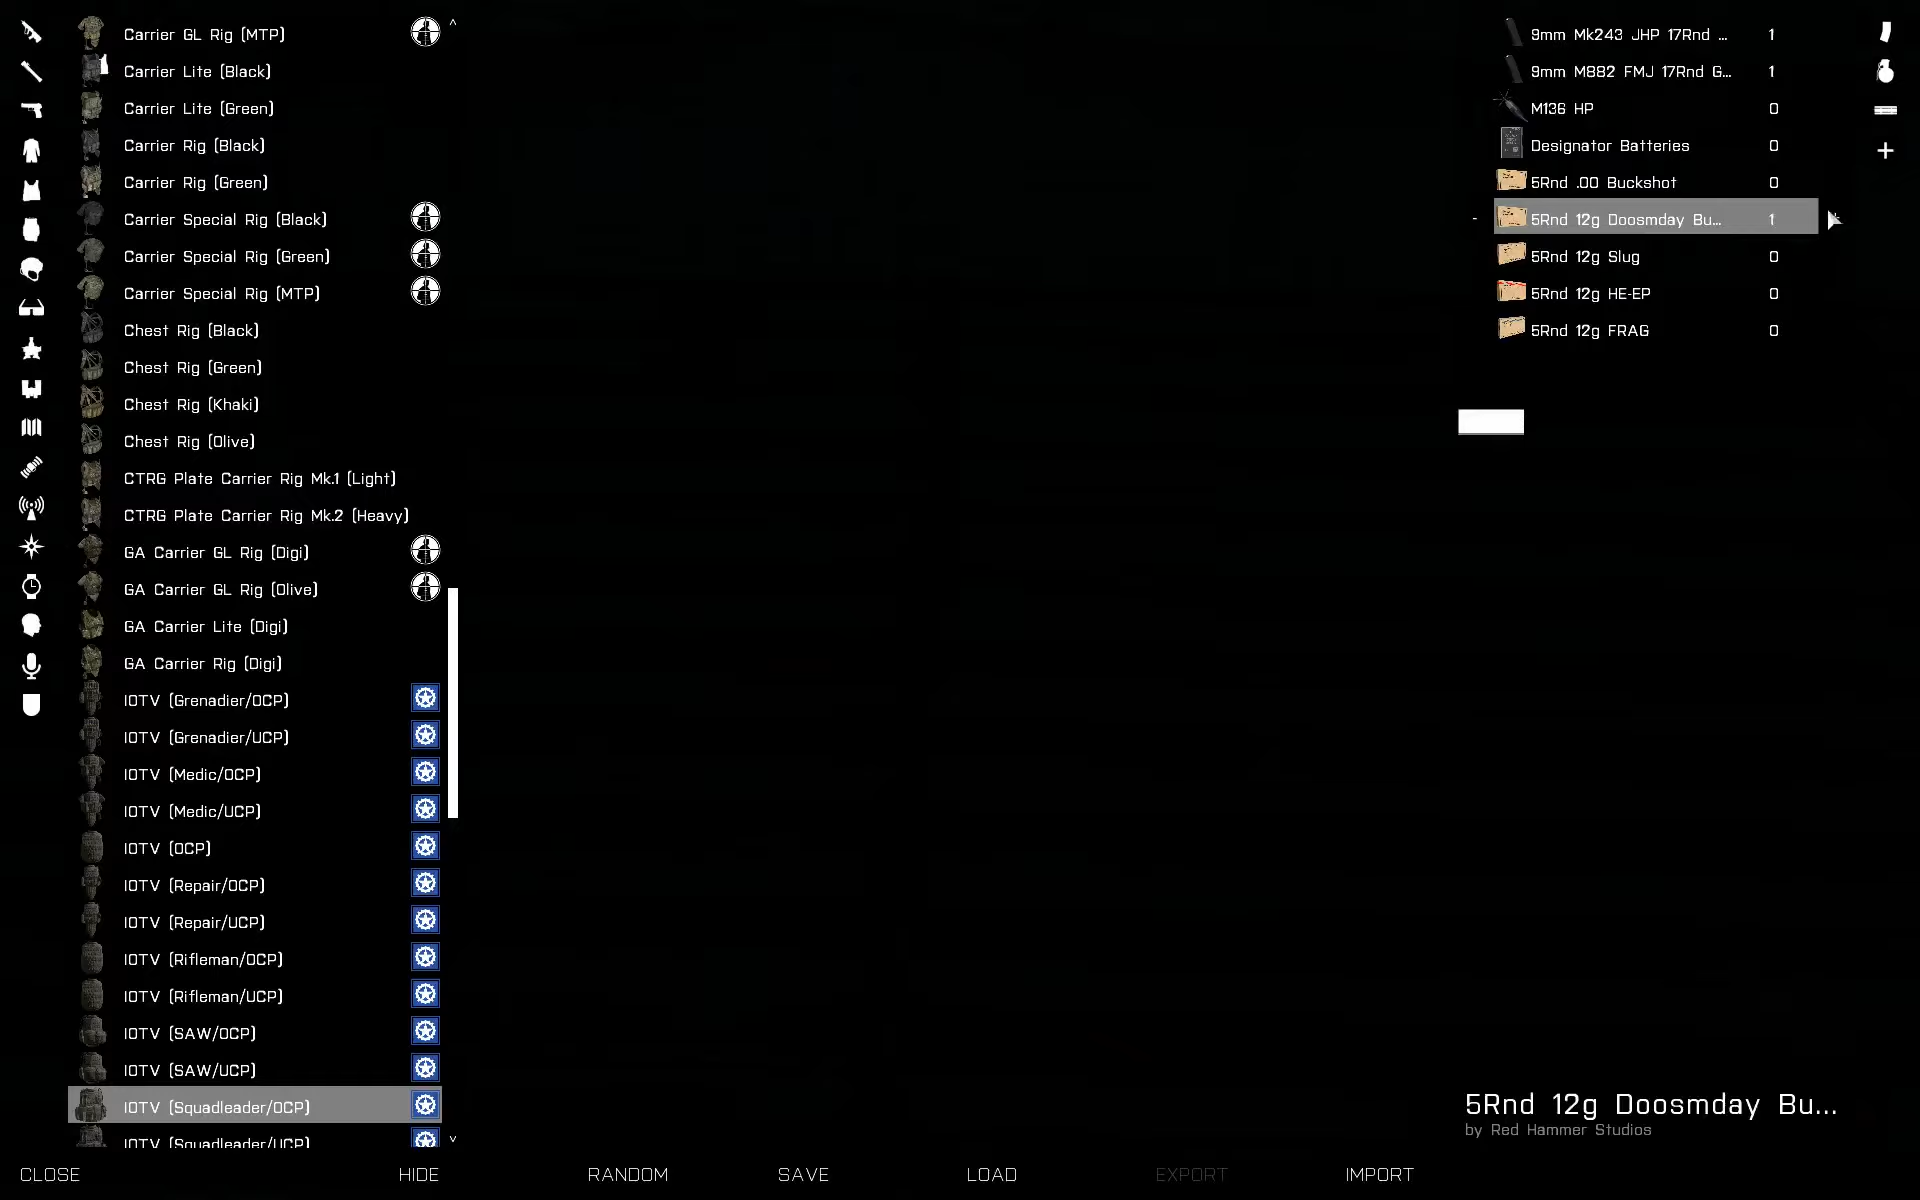 Carrier GL Rig (MTP)
^
Carrier Lite (Black)
Carrier Lite (Green)
Carrier Rig (Black)
Carrier Rig (Green)
Carrier Special Rig (Black)
Carrier Special Rig (Green)
Carrier Special Rig (MTP)
Chest Rig (Black)
Chest Rig (Green)
Chest Rig (Khaki)
Chest Rig (Olive)
CTRG Plate Carrier Rig Mk.1 (Light)
CTRG Plate Carrier Rig Mk.2 (Heavy)
GA Carrier GL Rig (Digi)
GA Carrier GL Rig (Olive)
GA Carrier Lite (Digi)
GA Carrier Rig (Digi)
IOTV (Grenadier/OCP)
IOTV (Grenadier/UCP)
IOTV (Medic/OCP)
IOTV (Medic/UCP)
IOTV (OCP)
IOTV (Repair/OCP)
IOTV (Repair/UCP)
IOTV (Rifleman/OCP)
IOTV (Rifleman/UCP)
IOTV (SAW/OCP)
IOTV (SAW/UCP)
IOTV (Squadleader/OCP)
IOTV (Squadleader/UCP)
v
9mm Mk243 JHP 17Rnd ... 1
9mm M882 FMJ 17Rnd G... 1
M136 HP 0
Designator Batteries 0
5Rnd .00 Buckshot 0
- 5Rnd 12g Doosmday Bu... 1
5Rnd 12g Slug 0
5Rnd 12g HE-EP 0
5Rnd 12g FRAG 0
5Rnd 12g Doosmday Bu...
by Red Hammer Studios
CLOSE HIDE RANDOM SAVE LOAD EXPORT IMPORT